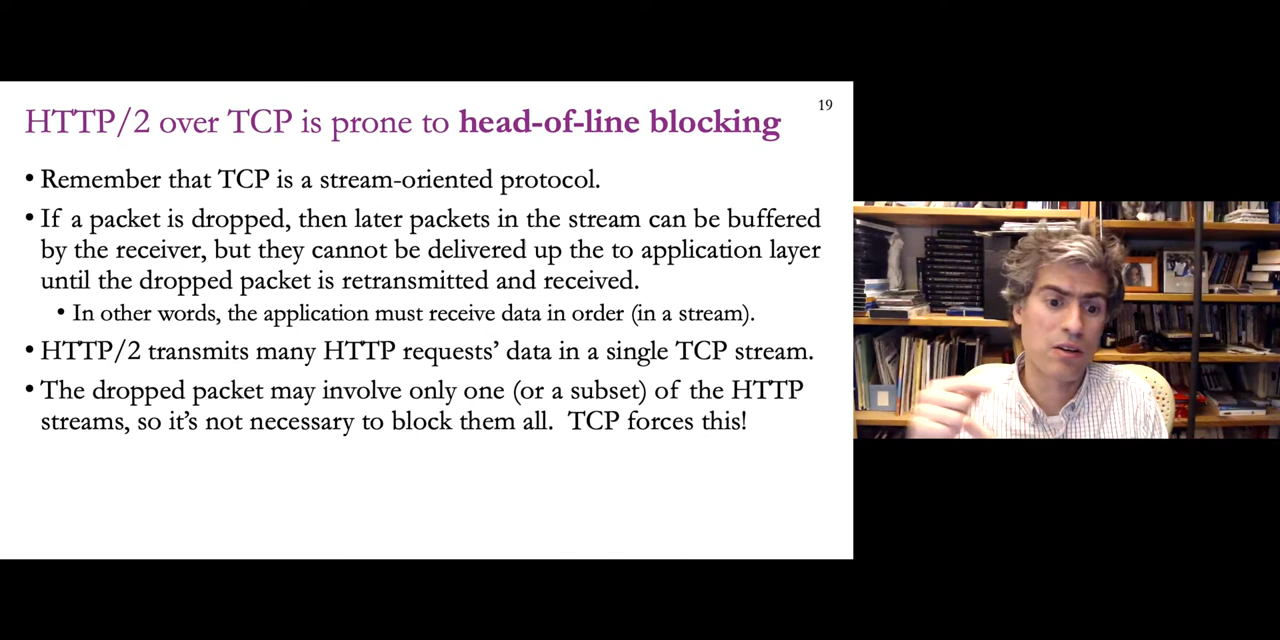 HTTP/2 over TCP is prone to head-of-line blocking
19
• Remember that TCP is a stream-oriented protocol.
• If a packet is dropped, then later packets in the stream can be buffered
by the receiver, but they cannot be delivered up the to application layer
until the dropped packet is retransmitted and received.
• In other words, the application must receive data in order (in a stream).
• HTTP/2 transmits many HTTP requests' data in a single TCP stream.
• The dropped packet may involve only one (or a subset) of the HTTP
streams, so it's not necessary to block them all. TCP forces this!